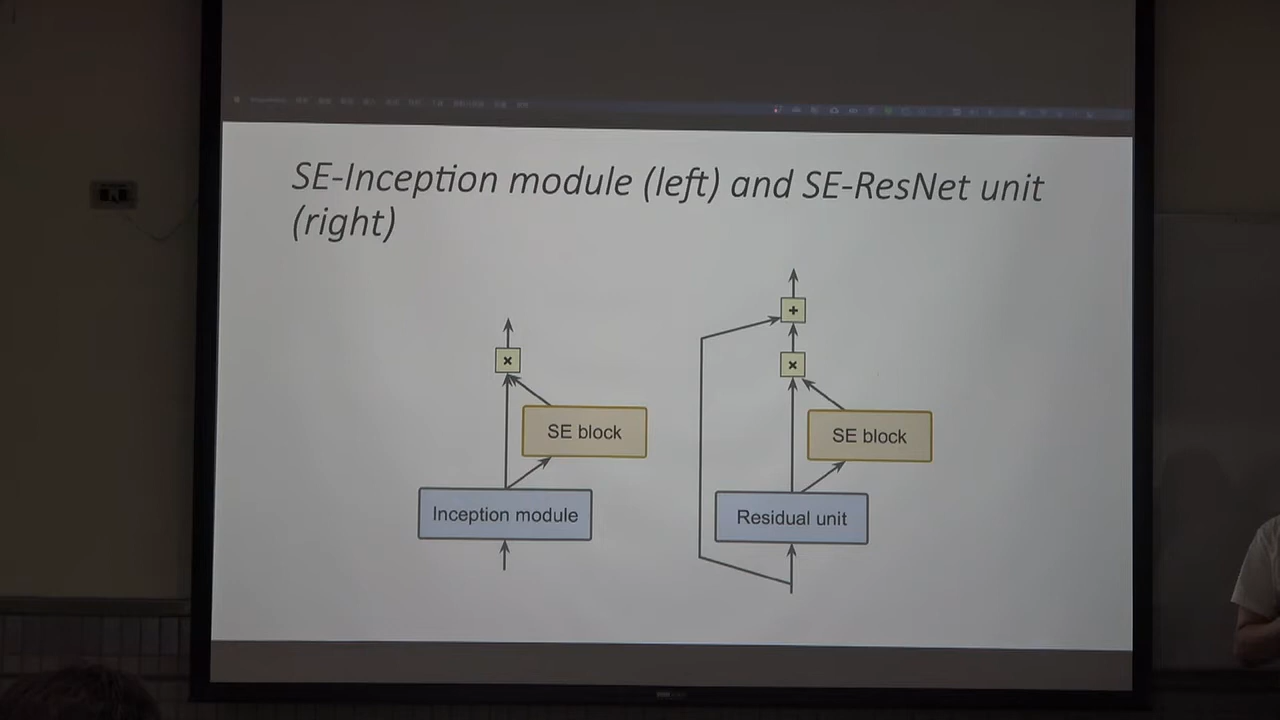 SE-Inception module (left) and SE-ResNet unit
(right)
+
×
×
SE block
SE block
Inception module
Residual unit